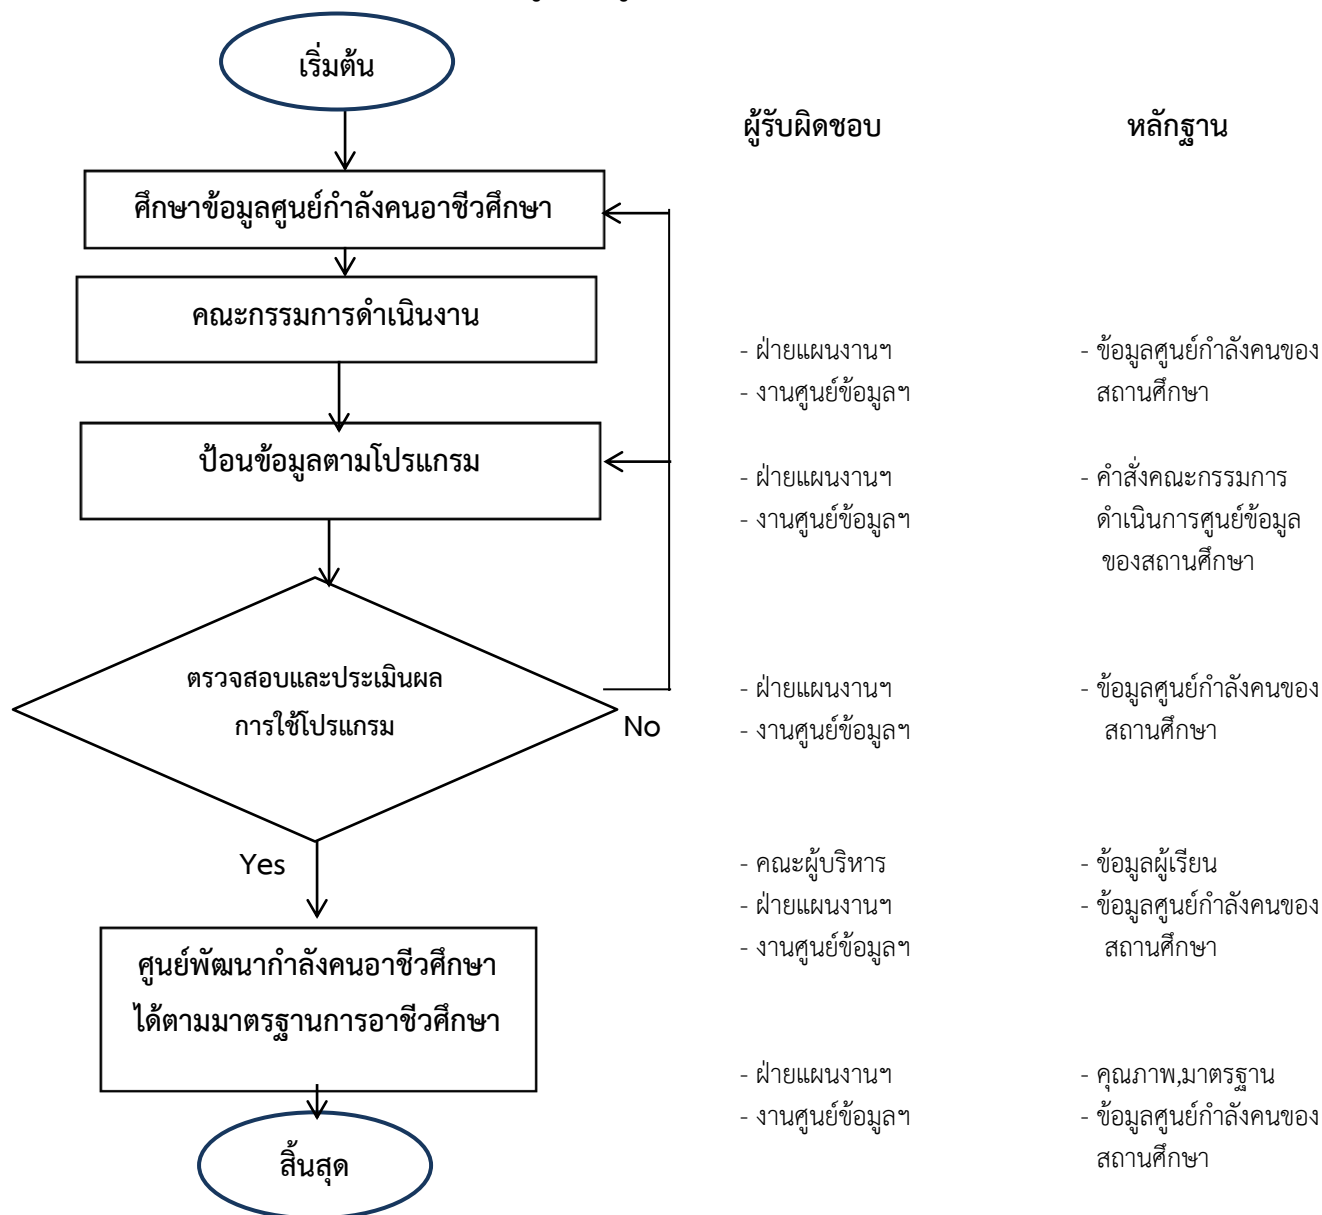 เริ่มต้น
ผู้รับผิดชอบ
หลักฐาน
ศึกษาข้อมูลศูนย์กำลังคนอาชีวศึกษา
คณะกรรมการดำเนินงาน
- ฝ่ายแผนงานฯ
- งานศูนย์ข้อมูลฯ
- ข้อมูลศูนย์กำลังคนของ
สถานศึกษา
ป้อนข้อมูลตามโปรแกรม
- ฝ่ายแผนงานฯ
- งานศูนย์ข้อมูลฯ
- คำสั่งคณะกรรมการ
ดำเนินการศูนย์ข้อมูล
ของสถานศึกษา
ตรวจสอบและประเมินผล
การใช้โปรแกรม
No
- ฝ่ายแผนงานฯ
- งานศูนย์ข้อมูลฯ
- ข้อมูลศูนย์กำลังคนของ
สถานศึกษา
Yes
- คณะผู้บริหาร
- ฝ่ายแผนงานฯ
- งานศูนย์ข้อมูลฯ
- ข้อมูลผู้เรียน
- ข้อมูลศูนย์กำลังคนของ
สถานศึกษา
ศูนย์พัฒนากำลังคนอาชีวศึกษา
ได้ตามมาตรฐานการอาชีวศึกษา
- ฝ่ายแผนงานฯ
- งานศูนย์ข้อมูลฯ
- คุณภาพ,มาตรฐาน
- ข้อมูลศูนย์กำลังคนของ
สถานศึกษา
สิ้นสุด